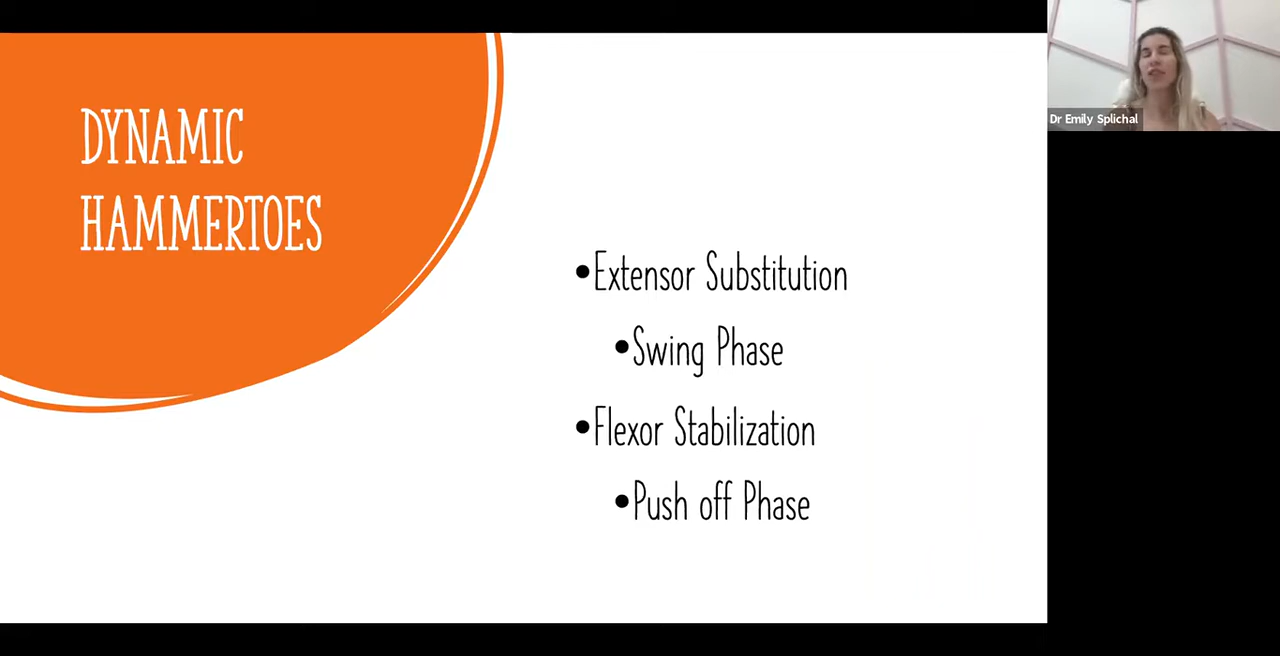 DYNAMIC
HAMMERTOES
•Extensor Substitution
•Swing Phase
•Flexor Stabilization
•Push off Phase
Dr Emily Splichal